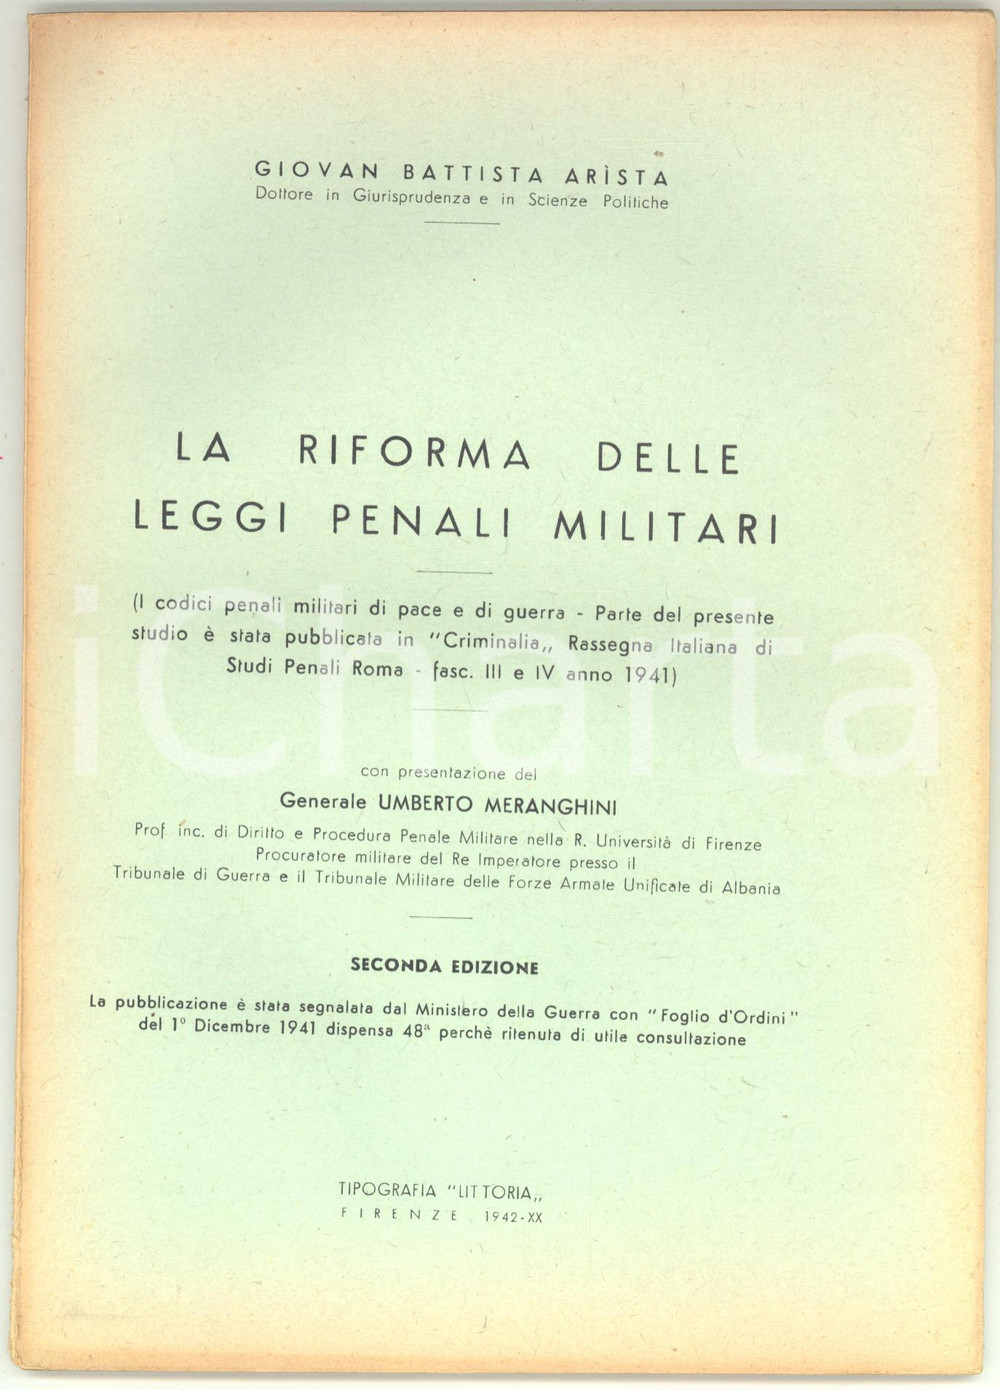 GIOVAN BATTISTA ARÌSTA
Dottore in Giurisprudenza e in Scienze Politiche
LA RIFORMA DELLE
LEGGI PENALI MILITARI
(I codici penali militari di pace e di guerra - Parte del presente
studio è stata pubblicata in "Criminalia„ Rassegna Italiana di
Studi Penali Roma - fasc. III e IV anno 1941)
iCharta
con presentazione del
Generale UMBERTO MERANGHINI
Prof. inc. di Diritto e Procedura Penale Militare nella R. Università di Firenze
Procuratore militare del Re Imperatore presso il
Tribunale di Guerra e il Tribunale Militare delle Forze Armate Unificate di Albania
SECONDA EDIZIONE
La pubblicazione è stata segnalata dal Ministero della Guerra con "Foglio d'Ordini"
del 1° Dicembre 1941 dispensa 48ª perchè ritenuta di utile consultazione
TIPOGRAFIA "LITTORIA„
FIRENZE 1942-XX